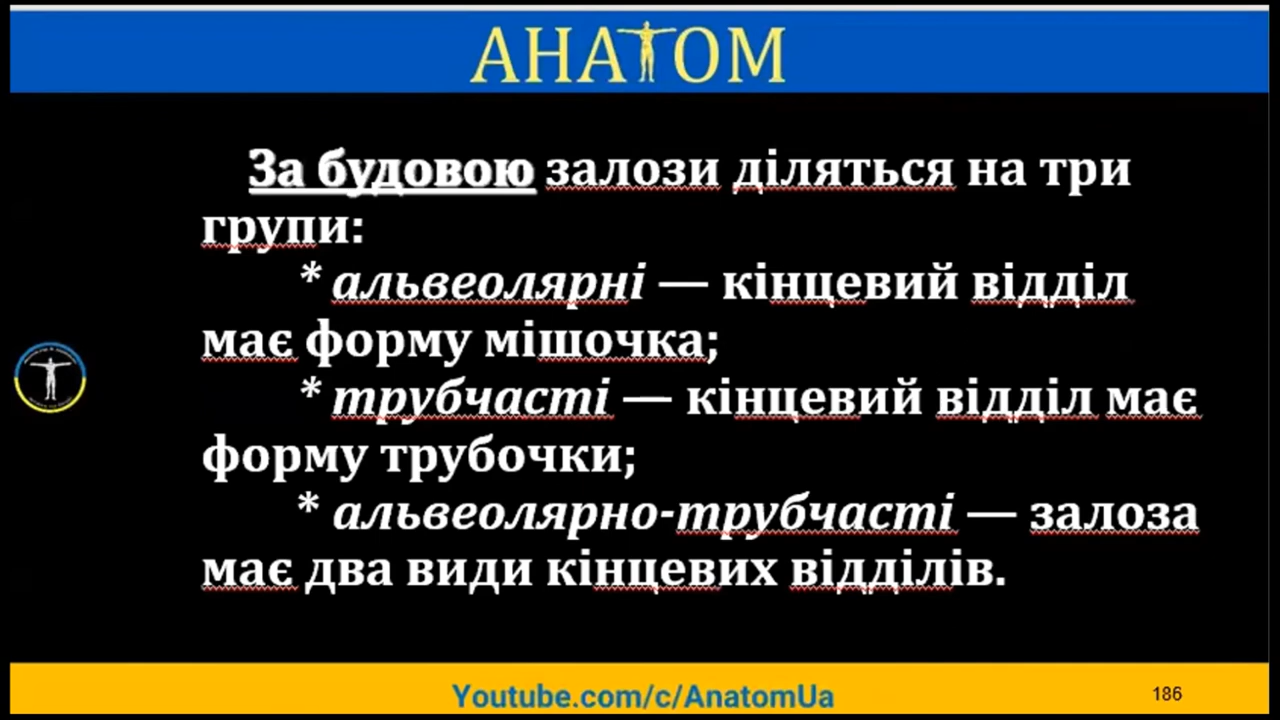 АНАТОМ
За будовою залози діляться на три
групи:
* альвеолярні — кінцевий відділ
має форму мішочка;
* трубчасті — кінцевий відділ має
форму трубочки;
* альвеолярно-трубчасті — залоза
має два види кінцевих відділів.
Youtube.com/c/AnatomUa
186